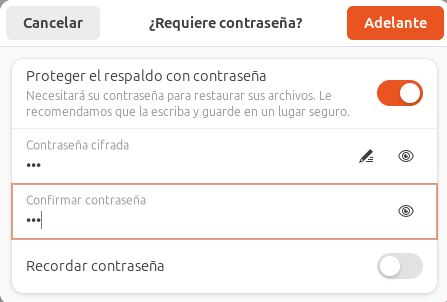 Cancelar
¿Requiere contraseña?
Adelante
Proteger el respaldo con contraseña
Necesitará su contraseña para restaurar sus archivos. Le
recomendamos que la escriba y guarde en un lugar seguro.
Contraseña cifrada
•••
Confirmar contraseña
•••
Recordar contraseña